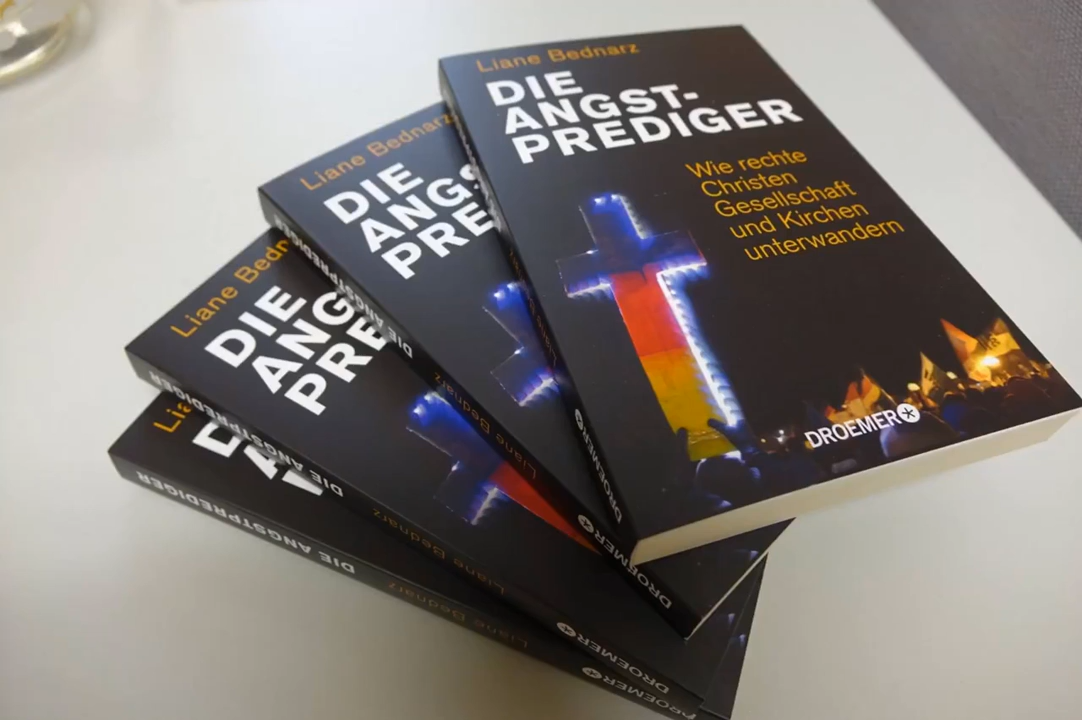 Liane Bednarz
DIE
ANGST-
PREDIGER
Wie rechte
Christen
Gesellschaft
und Kirchen
unterwandern
DROEMER
DROEMER
Liane Bednarz
DIE
ANGS
PRE
DIE ANGSTPREDIGER
Liane Bednarz
DROEMER
Liane Bedn
DIE
ANG
PRE
DIE ANGSTPREDIGER
Liane Bednarz
DROEMER
Lia
DIE ANGSTPREDIGER
Liane Bednarz
DROEMER